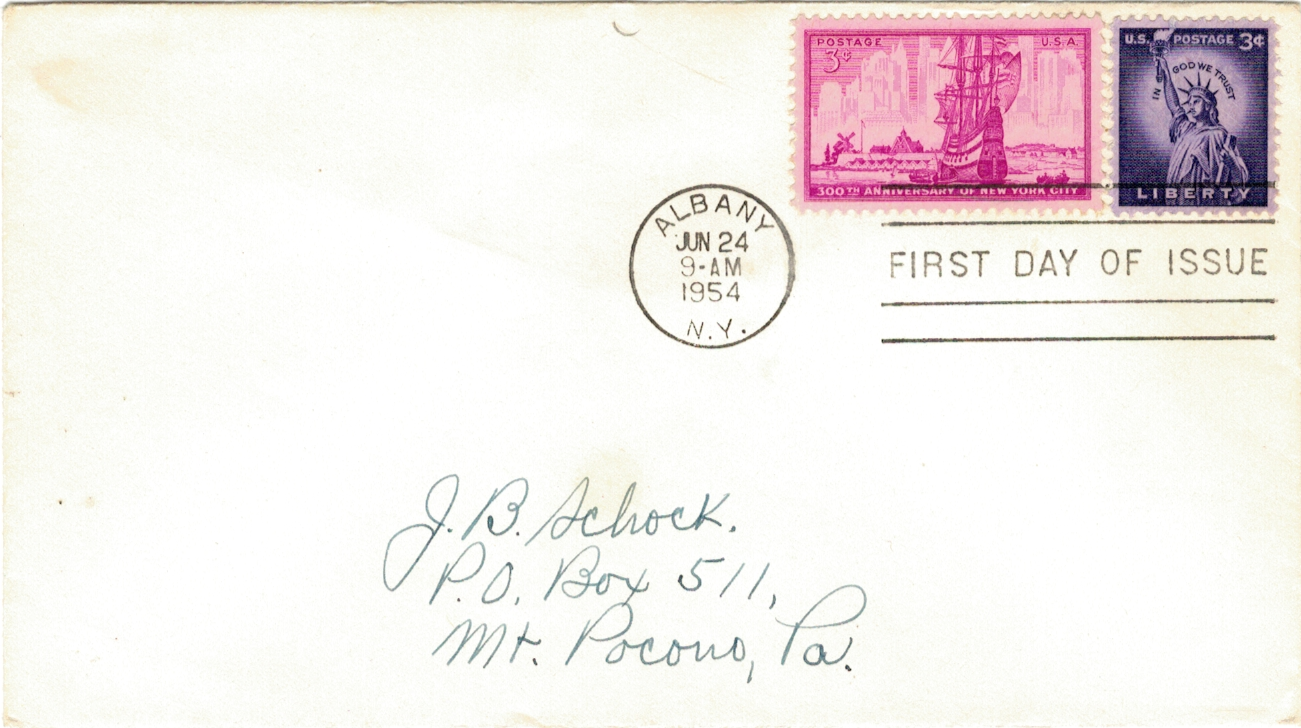 POSTAGE U.S.A.
3¢
300TH ANNIVERSARY OF NEW YORK CITY
U.S. POSTAGE 3¢
IN GOD WE TRUST
LIBERTY
ALBANY
JUN 24
9-AM
1954
N.Y.
FIRST DAY OF ISSUE
J. B. Schock.
P.O. Box 511,
Mt. Pocono, Pa.